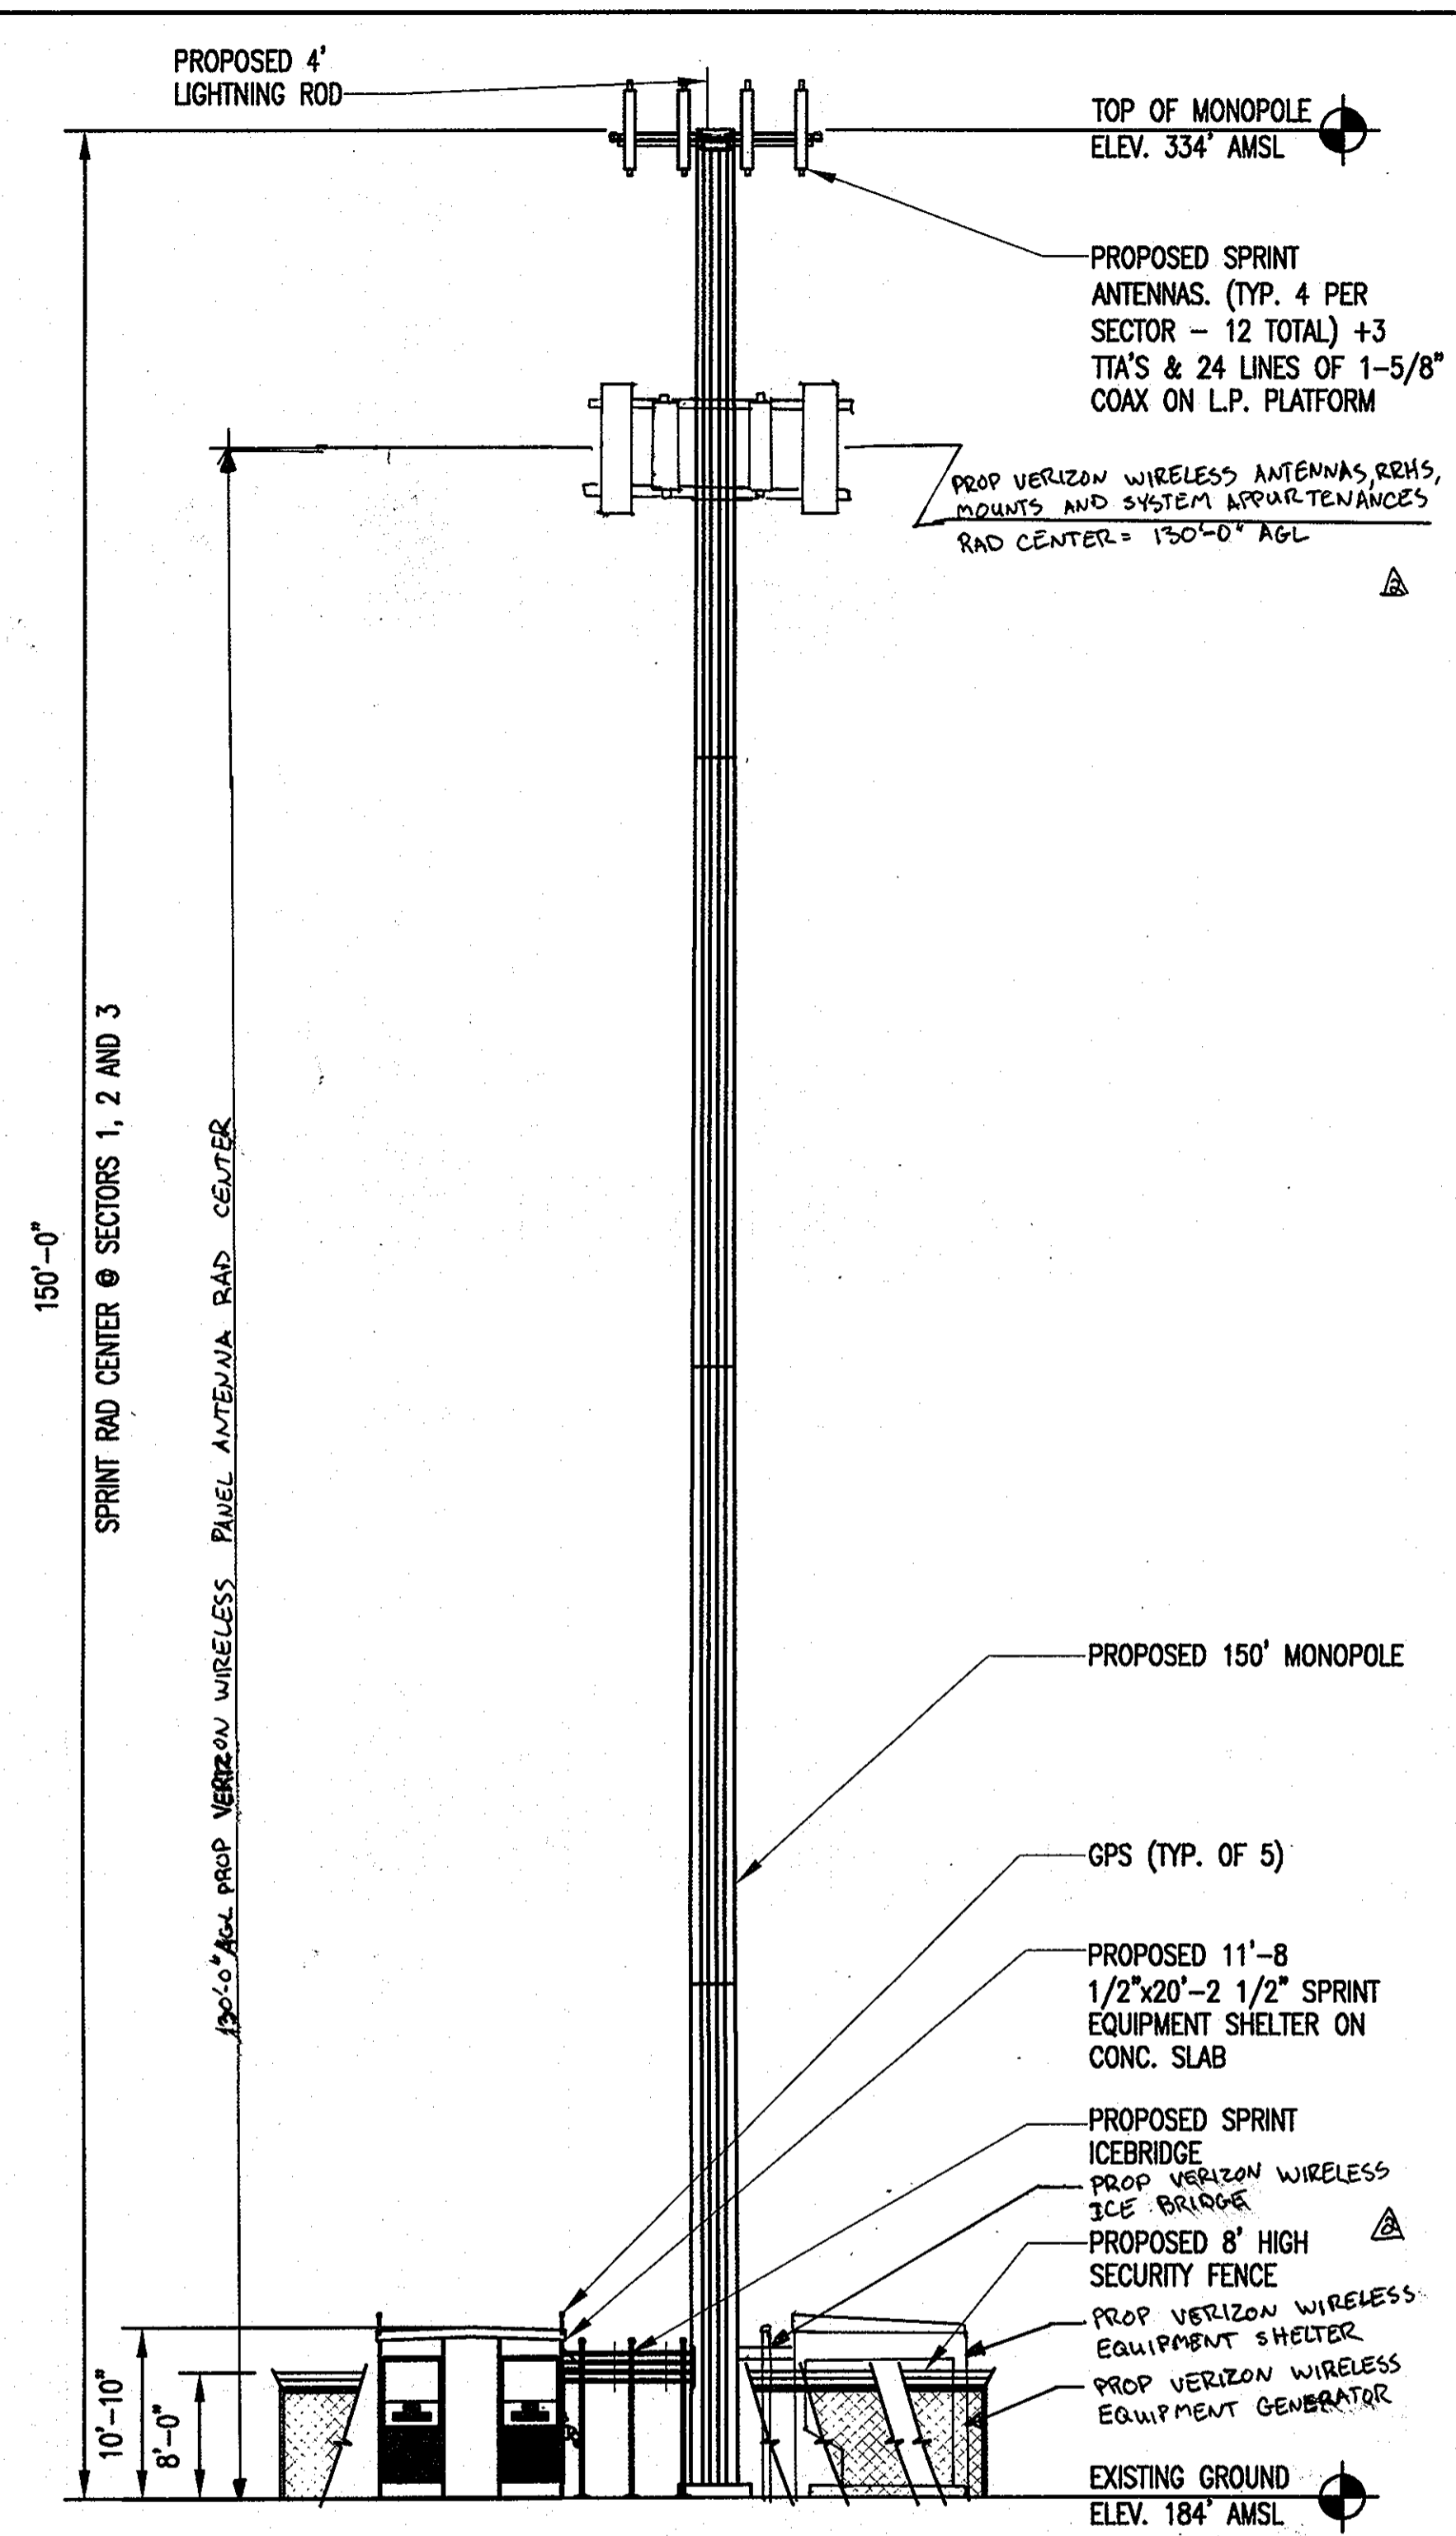 PROPOSED 4'
LIGHTNING ROD
TOP OF MONOPOLE
ELEV. 334' AMSL
PROPOSED SPRINT
ANTENNAS. (TYP. 4 PER
SECTOR – 12 TOTAL) +3
TTA'S & 24 LINES OF 1–5/8"
COAX ON L.P. PLATFORM
PROP VERIZON WIRELESS ANTENNAS, RRHS,
MOUNTS AND SYSTEM APPURTENANCES
RAD CENTER = 130'-0" AGL
2
150'–0"
SPRINT RAD CENTER @ SECTORS 1, 2 AND 3
130'-0" AGL PROP VERIZON WIRELESS PANEL ANTENNA RAD CENTER
PROPOSED 150' MONOPOLE
GPS (TYP. OF 5)
PROPOSED 11'–8
1/2"x20'–2 1/2" SPRINT
EQUIPMENT SHELTER ON
CONC. SLAB
PROPOSED SPRINT
ICEBRIDGE
PROP VERIZON WIRELESS
ICE BRIDGE
2
PROPOSED 8' HIGH
SECURITY FENCE
PROP VERIZON WIRELESS
EQUIPMENT SHELTER
PROP VERIZON WIRELESS
EQUIPMENT GENERATOR
10'–10"
8'–0"
EXISTING GROUND
ELEV. 184' AMSL